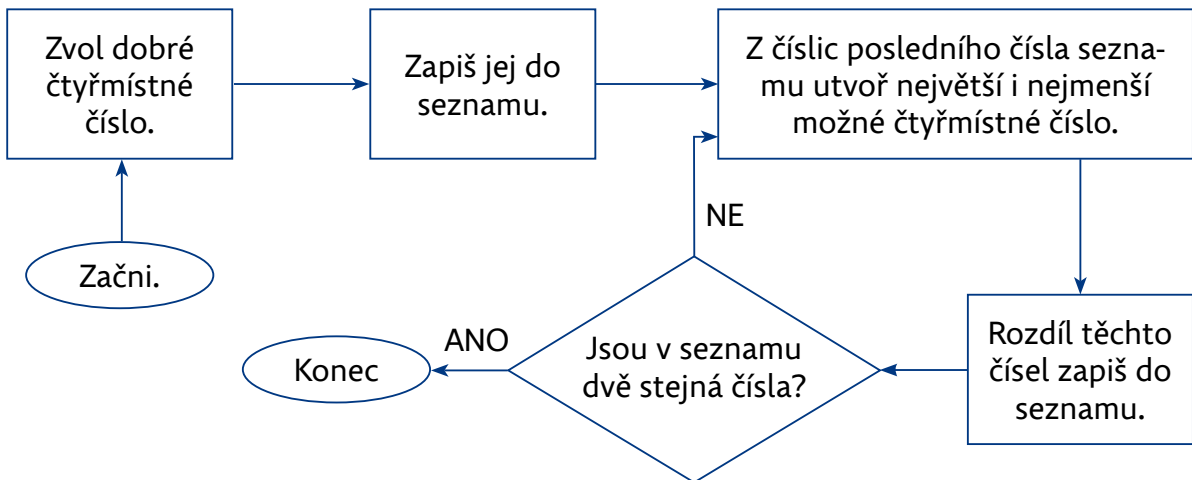 Zvol dobré
čtyřmístné
číslo.
Zapiš jej do
seznamu.
Z číslic posledního čísla sezna-
mu utvoř největší i nejmenší
možné čtyřmístné číslo.
NE
Začni.
Rozdíl těchto
čísel zapiš do
seznamu.
Jsou v seznamu
dvě stejná čísla?
ANO
Konec